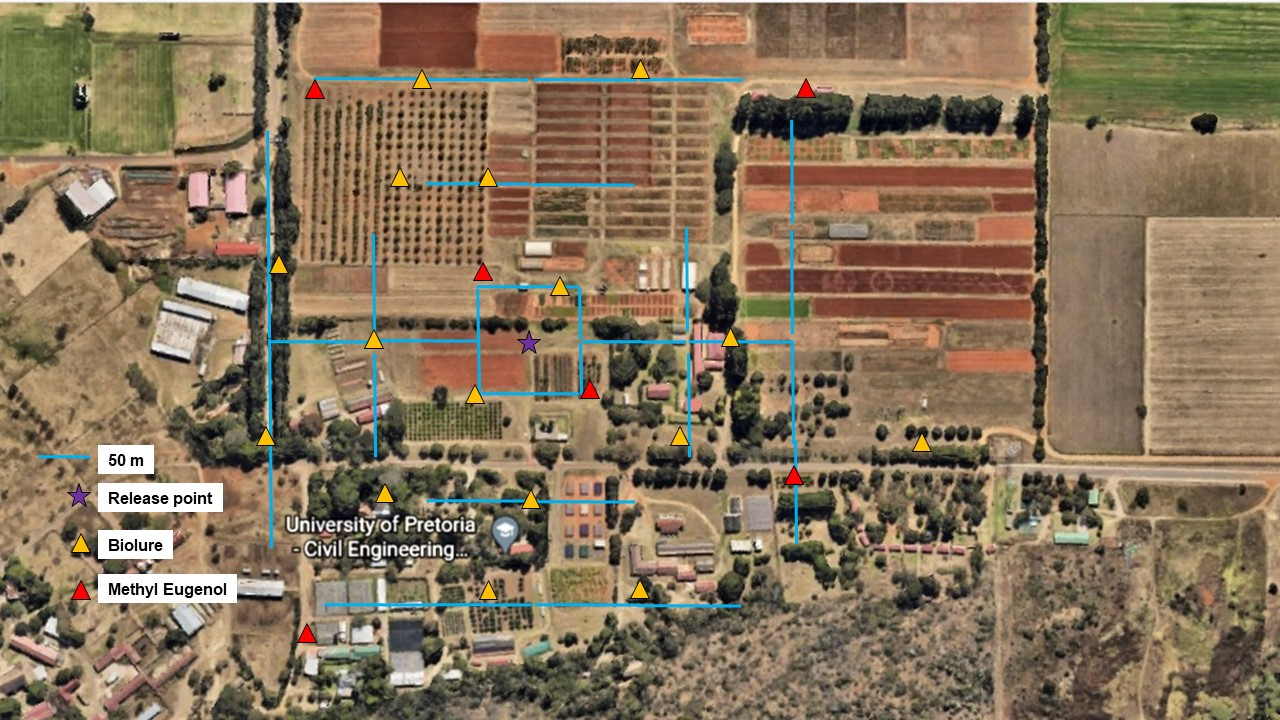 50 m
Release point
Biolure
Methyl Eugenol
University of Pretoria
- Civil Engineering...